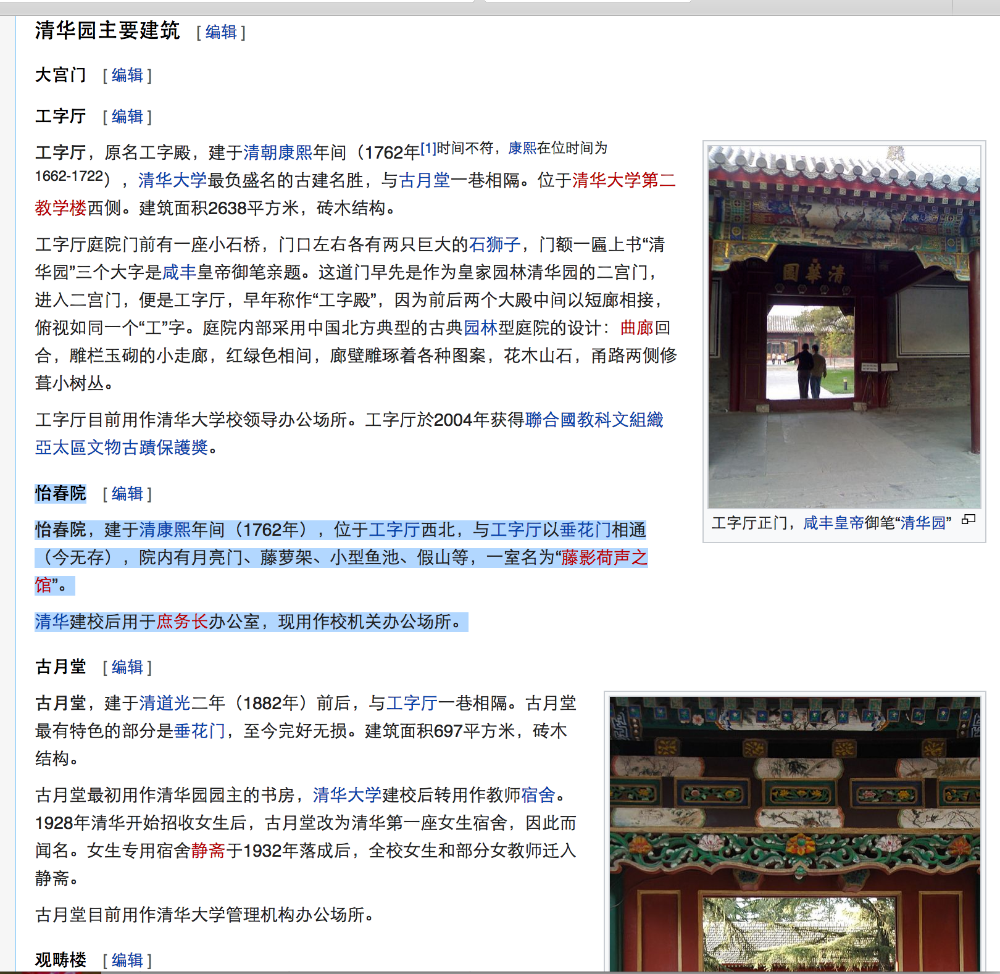 清华园主要建筑 [ 编辑 ]
大宫门 [ 编辑 ]
工字厅 [ 编辑 ]
工字厅，原名工字殿，建于清朝康熙年间（1762年[1]时间不符，康熙在位时间为
1662-1722），清华大学最负盛名的古建名胜，与古月堂一巷相隔。位于清华大学第二
教学楼西侧。建筑面积2638平方米，砖木结构。
工字厅庭院门前有一座小石桥，门口左右各有两只巨大的石狮子，门额一匾上书“清
华园”三个大字是咸丰皇帝御笔亲题。这道门早先是作为皇家园林清华园的二宫门，
进入二宫门，便是工字厅，早年称作“工字殿”，因为前后两个大殿中间以短廊相接，
俯视如同一个“工”字。庭院内部采用中国北方典型的古典园林型庭院的设计：曲廊回
合，雕栏玉砌的小走廊，红绿色相间，廊壁雕琢着各种图案，花木山石，甬路两侧修
葺小树丛。
工字厅目前用作清华大学校领导办公场所。工字厅於2004年获得聯合國教科文組織
亞太區文物古蹟保護獎。
園華清
工字厅正门，咸丰皇帝御笔“清华园”
怡春院 [ 编辑 ]
怡春院，建于清康熙年间（1762年），位于工字厅西北，与工字厅以垂花门相通
（今无存），院内有月亮门、藤萝架、小型鱼池、假山等，一室名为“藤影荷声之
馆”。
清华建校后用于庶务长办公室，现用作校机关办公场所。
古月堂 [ 编辑 ]
古月堂，建于清道光二年（1882年）前后，与工字厅一巷相隔。古月堂
最有特色的部分是垂花门，至今完好无损。建筑面积697平方米，砖木
结构。
古月堂最初用作清华园园主的书房，清华大学建校后转用作教师宿舍。
1928年清华开始招收女生后，古月堂改为清华第一座女生宿舍，因此而
闻名。女生专用宿舍静斋于1932年落成后，全校女生和部分女教师迁入
静斋。
古月堂目前用作清华大学管理机构办公场所。
观畴楼 [ 编辑 ]